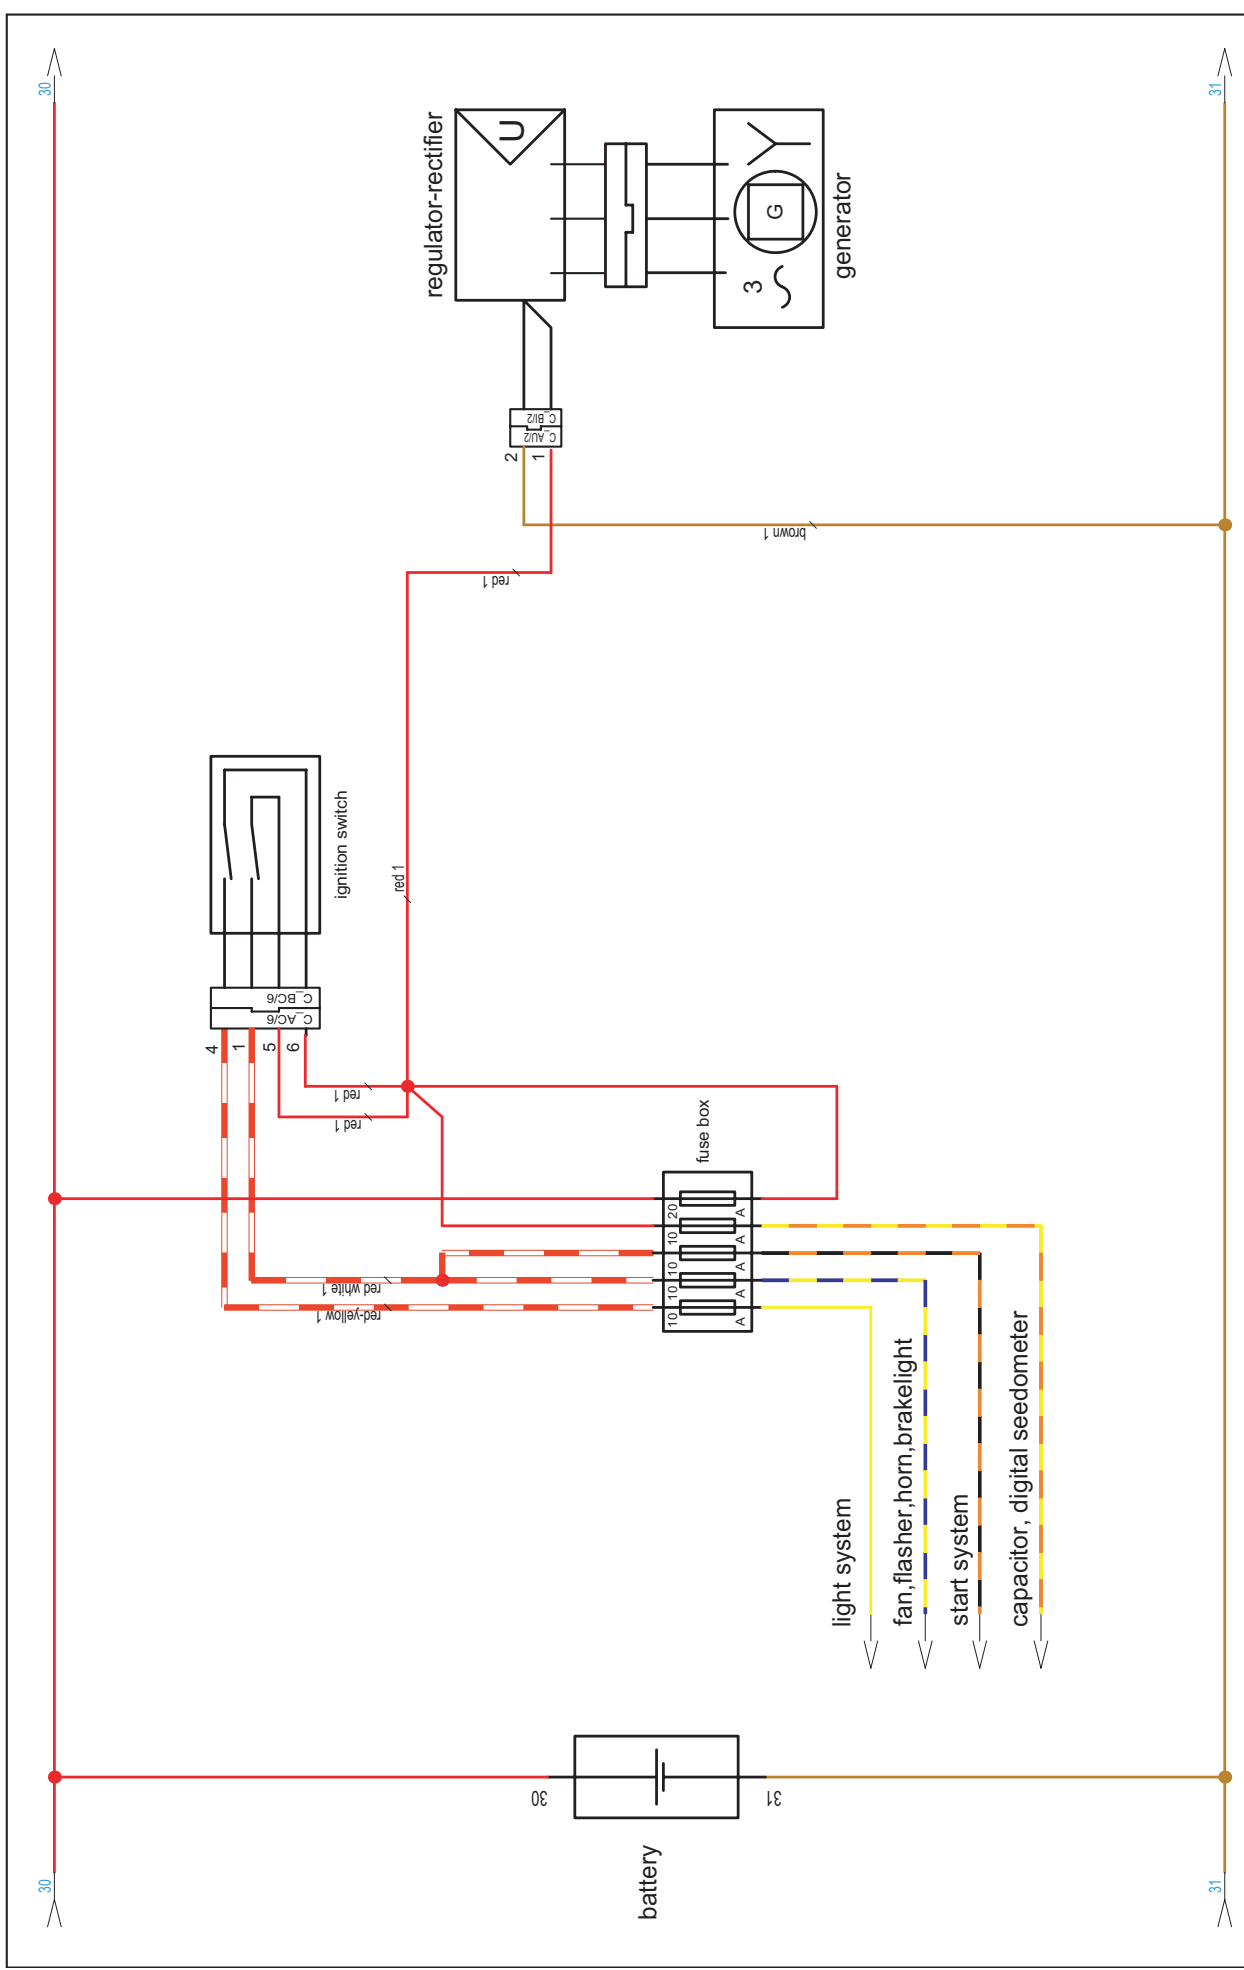 30
31
regulator-rectifier
U
G
3
generator
C_BI/2
C_AU/2
2
1
brown 1
red 1
red 1
ignition switch
C_BC/6
C_AC/6
4
1
5
6
red 1
red 1
fuse box
20
A
10
A
10
A
10
A
10
A
red white 1
red-yellow 1
light system
fan,flasher,horn,brakelight
start system
capacitor, digital seedometer
30
31
battery
30
31